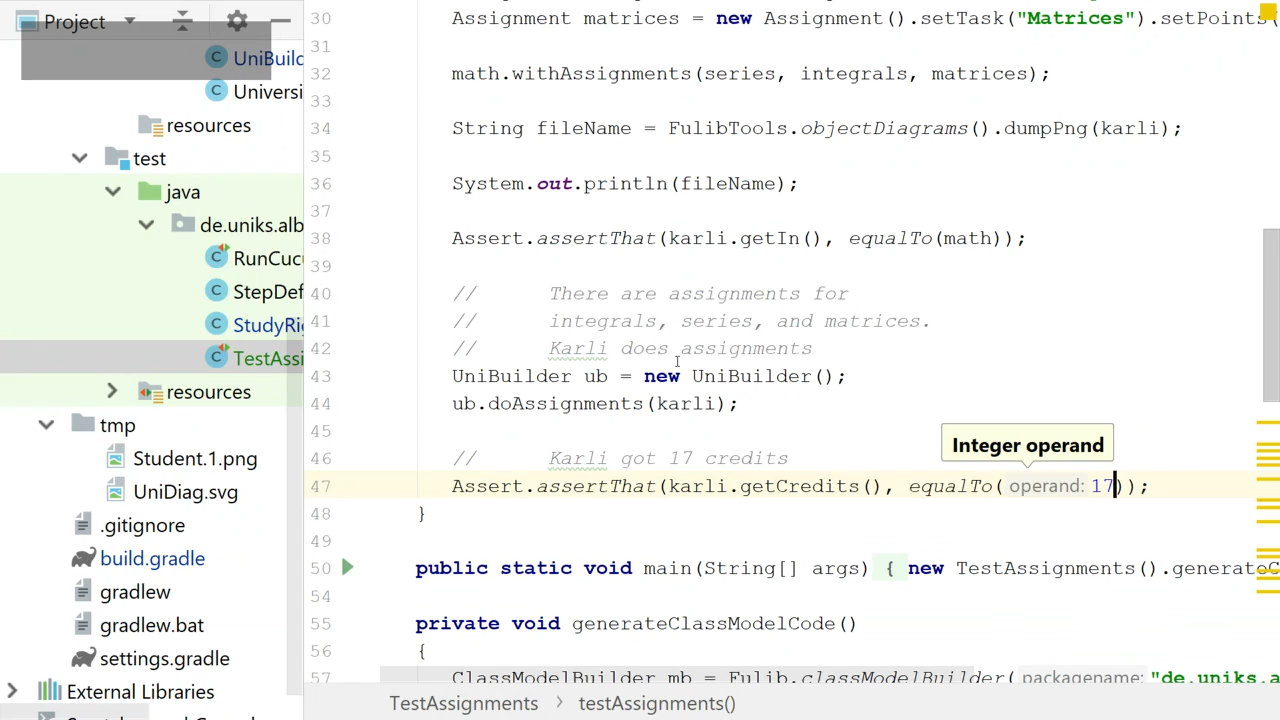 Project
UniBuild
Universi
resources
test
java
de.uniks.alb
RunCucu
StepDef
StudyRig
TestAssi
resources
tmp
Student.1.png
UniDiag.svg
.gitignore
build.gradle
gradlew
gradlew.bat
settings.gradle
External Libraries
30 Assignment matrices = new Assignment().setTask("Matrices").setPoints(
31
32 math.withAssignments(series, integrals, matrices);
33
34 String fileName = FulibTools.objectDiagrams().dumpPng(karli);
35
36 System.out.println(fileName);
37
38 Assert.assertThat(karli.getIn(), equalTo(math));
39
40 // There are assignments for
41 // integrals, series, and matrices.
42 // Karli does assignments
43 UniBuilder ub = new UniBuilder();
44 ub.doAssignments(karli);
45
Integer operand
46 // Karli got 17 credits
47 Assert.assertThat(karli.getCredits(), equalTo( operand: 17));
48 }
49
50 public static void main(String[] args) { new TestAssignments().generateC
54
55 private void generateClassModelCode()
56 {
57 ClassModelBuilder mb = Fulib.classModelBuilder( packagename: "de.uniks.a
TestAssignments > testAssignments()